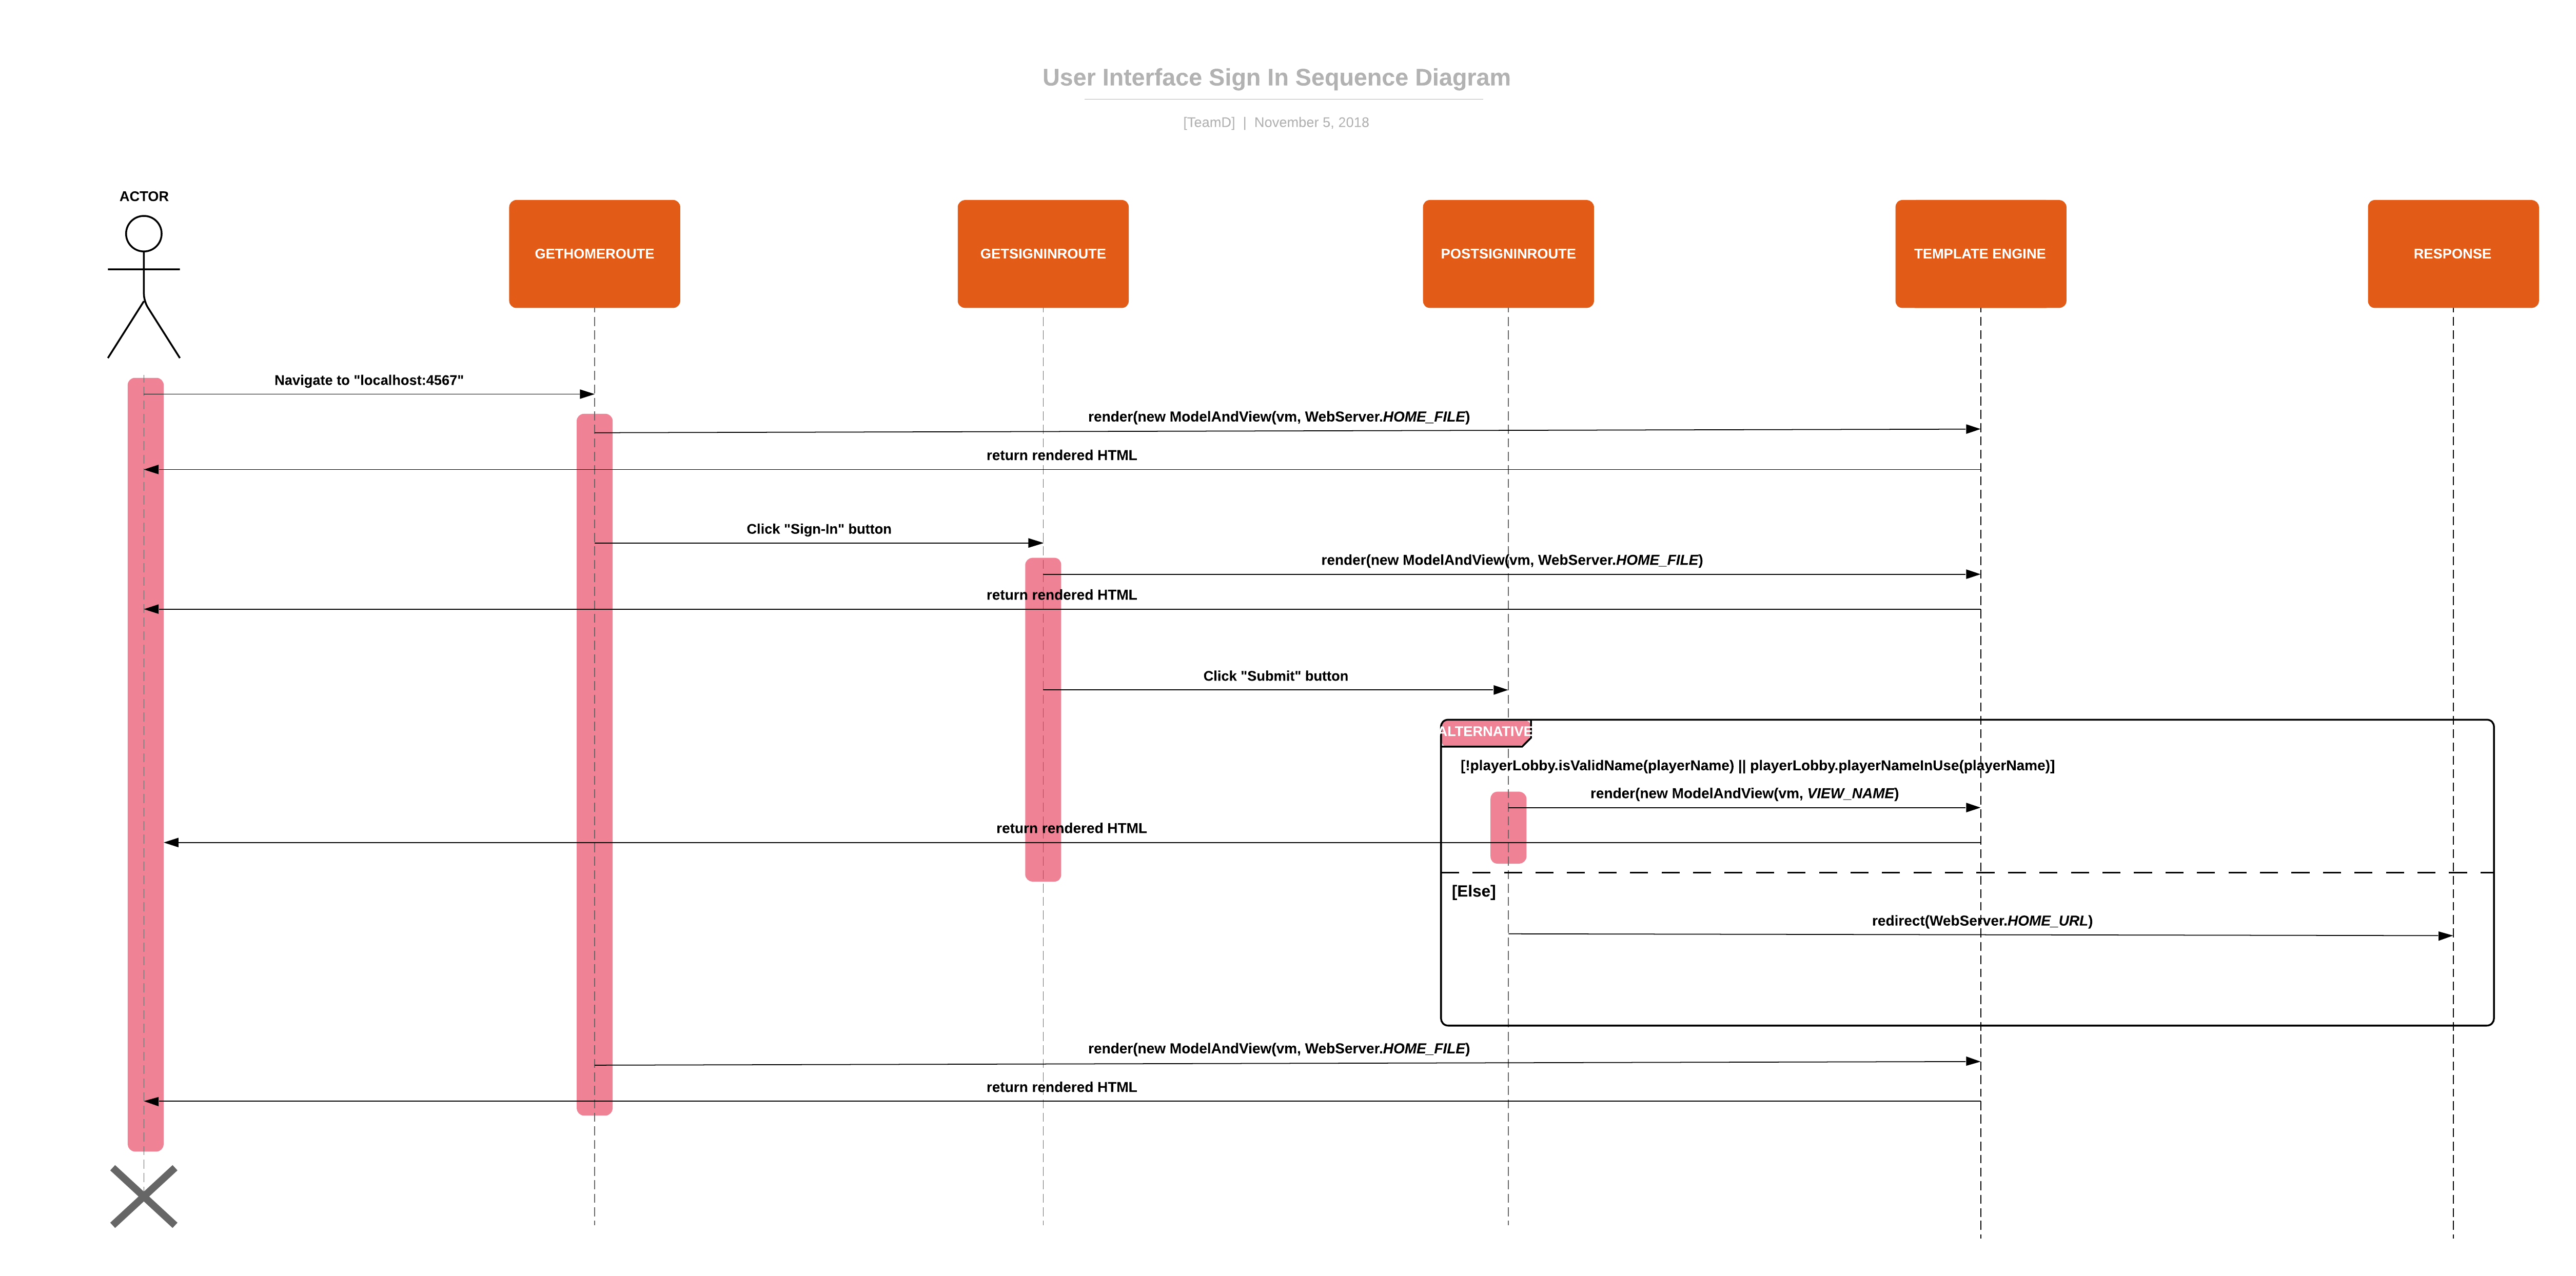 User Interface Sign In Sequence Diagram
[TeamD] | November 5, 2018
ACTOR
GETHOMEROUTE
GETSIGNINROUTE
POSTSIGNINROUTE
TEMPLATE ENGINE
RESPONSE
Navigate to "localhost:4567"
render(new ModelAndView(vm, WebServer.HOME_FILE)
return rendered HTML
Click "Sign-In" button
render(new ModelAndView(vm, WebServer.HOME_FILE)
return rendered HTML
Click "Submit" button
ALTERNATIVE
[!playerLobby.isValidName(playerName) || playerLobby.playerNameInUse(playerName)]
render(new ModelAndView(vm, VIEW_NAME)
return rendered HTML
[Else]
redirect(WebServer.HOME_URL)
render(new ModelAndView(vm, WebServer.HOME_FILE)
return rendered HTML